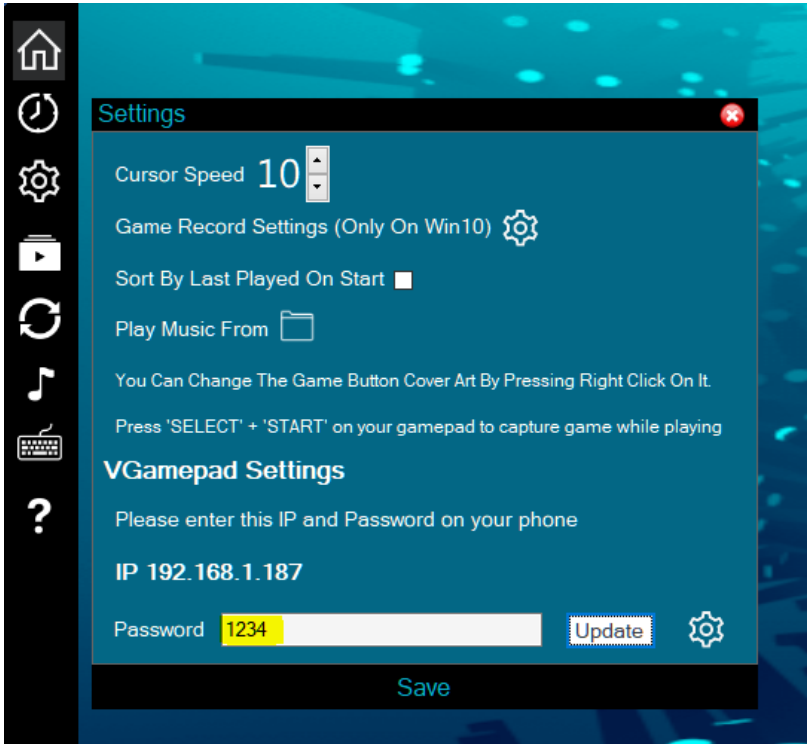 Settings
Cursor Speed 10
Game Record Settings (Only On Win10)
Sort By Last Played On Start
Play Music From
You Can Change The Game Button Cover Art By Pressing Right Click On It.
Press 'SELECT' + 'START' on your gamepad to capture game while playing
VGamepad Settings
Please enter this IP and Password on your phone
IP 192.168.1.187
Password 1234 Update
Save
?